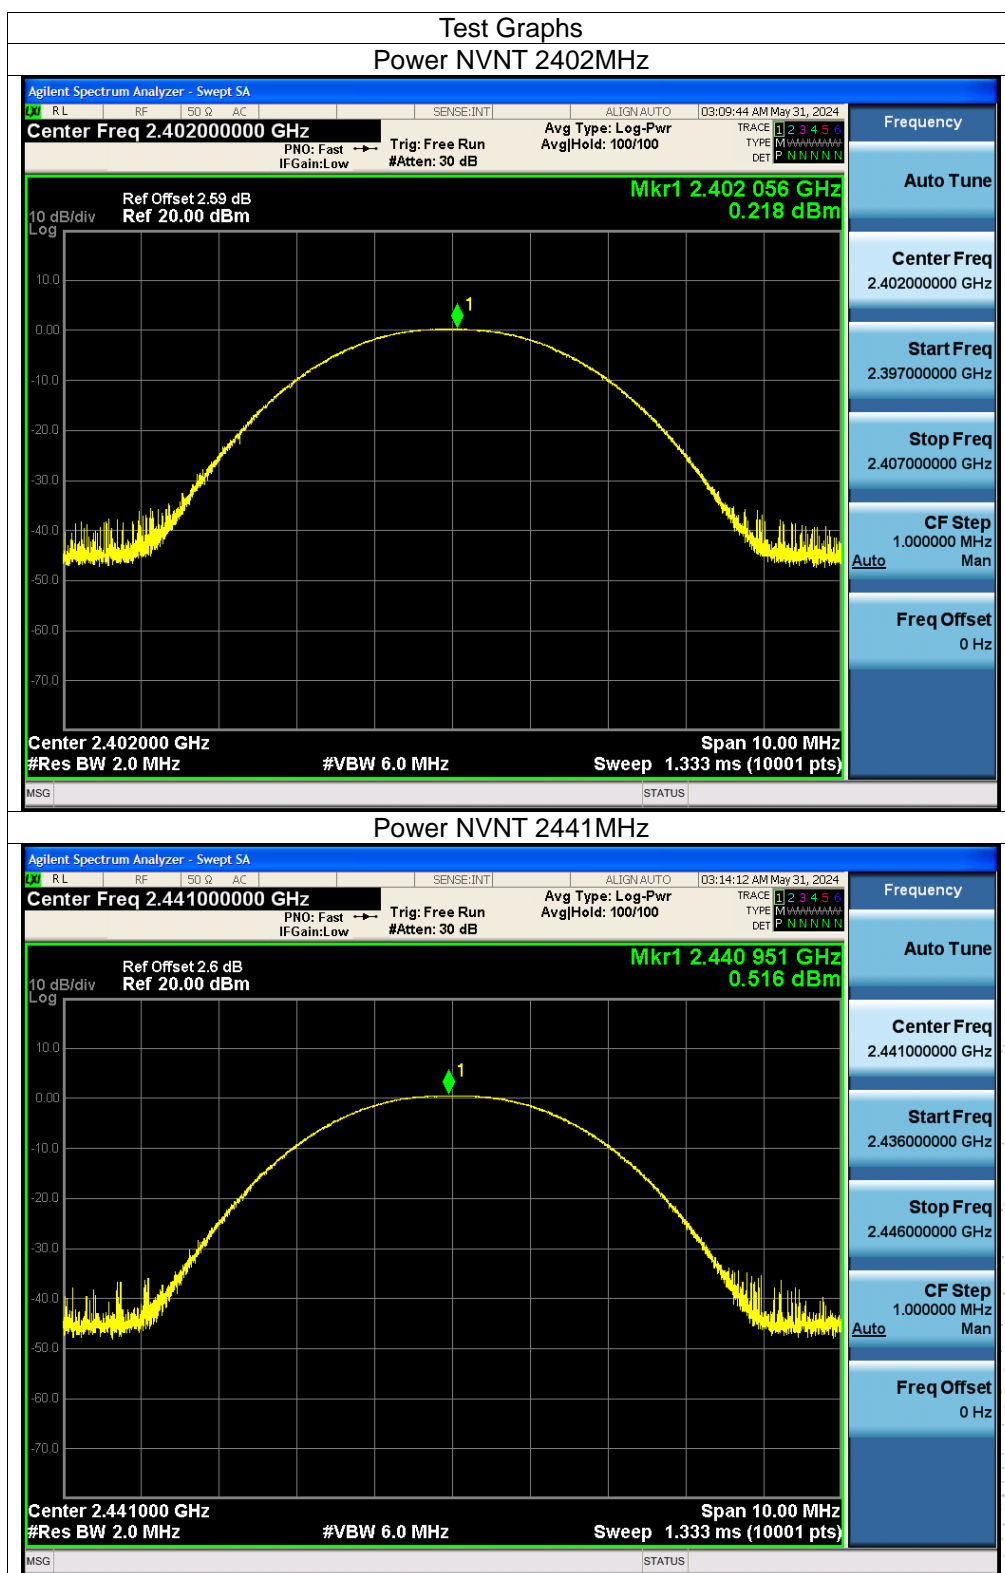 Test Graphs
Power NVNT 2402MHz
Agilent Spectrum Analyzer - Swept SA
LXI RL RF 50 Ω AC SENSE:INT ALIGN AUTO 03:09:44 AM May 31, 2024
Center Freq 2.402000000 GHz
PNO: Fast
IFGain:Low
Trig: Free Run
#Atten: 30 dB
Avg Type: Log-Pwr
Avg|Hold: 100/100
TRACE 1 2 3 4 5 6
TYPE M WWWWW
DET P N N N N N
Frequency
Auto Tune
Center Freq
2.402000000 GHz
Start Freq
2.397000000 GHz
Stop Freq
2.407000000 GHz
CF Step
1.000000 MHz
Auto Man
Freq Offset
0 Hz
Mkr1 2.402 056 GHz
0.218 dBm
Ref Offset 2.59 dB
10 dB/div Ref 20.00 dBm
Log
1
10.0
0.00
-10.0
-20.0
-30.0
-40.0
-50.0
-60.0
-70.0
Center 2.402000 GHz Span 10.00 MHz
#Res BW 2.0 MHz #VBW 6.0 MHz Sweep 1.333 ms (10001 pts)
MSG STATUS
Power NVNT 2441MHz
Agilent Spectrum Analyzer - Swept SA
LXI RL RF 50 Ω AC SENSE:INT ALIGN AUTO 03:14:12 AM May 31, 2024
Center Freq 2.441000000 GHz
PNO: Fast
IFGain:Low
Trig: Free Run
#Atten: 30 dB
Avg Type: Log-Pwr
Avg|Hold: 100/100
TRACE 1 2 3 4 5 6
TYPE M WWWWW
DET P N N N N N
Frequency
Auto Tune
Center Freq
2.441000000 GHz
Start Freq
2.436000000 GHz
Stop Freq
2.446000000 GHz
CF Step
1.000000 MHz
Auto Man
Freq Offset
0 Hz
Mkr1 2.440 951 GHz
0.516 dBm
Ref Offset 2.6 dB
10 dB/div Ref 20.00 dBm
Log
1
10.0
0.00
-10.0
-20.0
-30.0
-40.0
-50.0
-60.0
-70.0
Center 2.441000 GHz Span 10.00 MHz
#Res BW 2.0 MHz #VBW 6.0 MHz Sweep 1.333 ms (10001 pts)
MSG STATUS